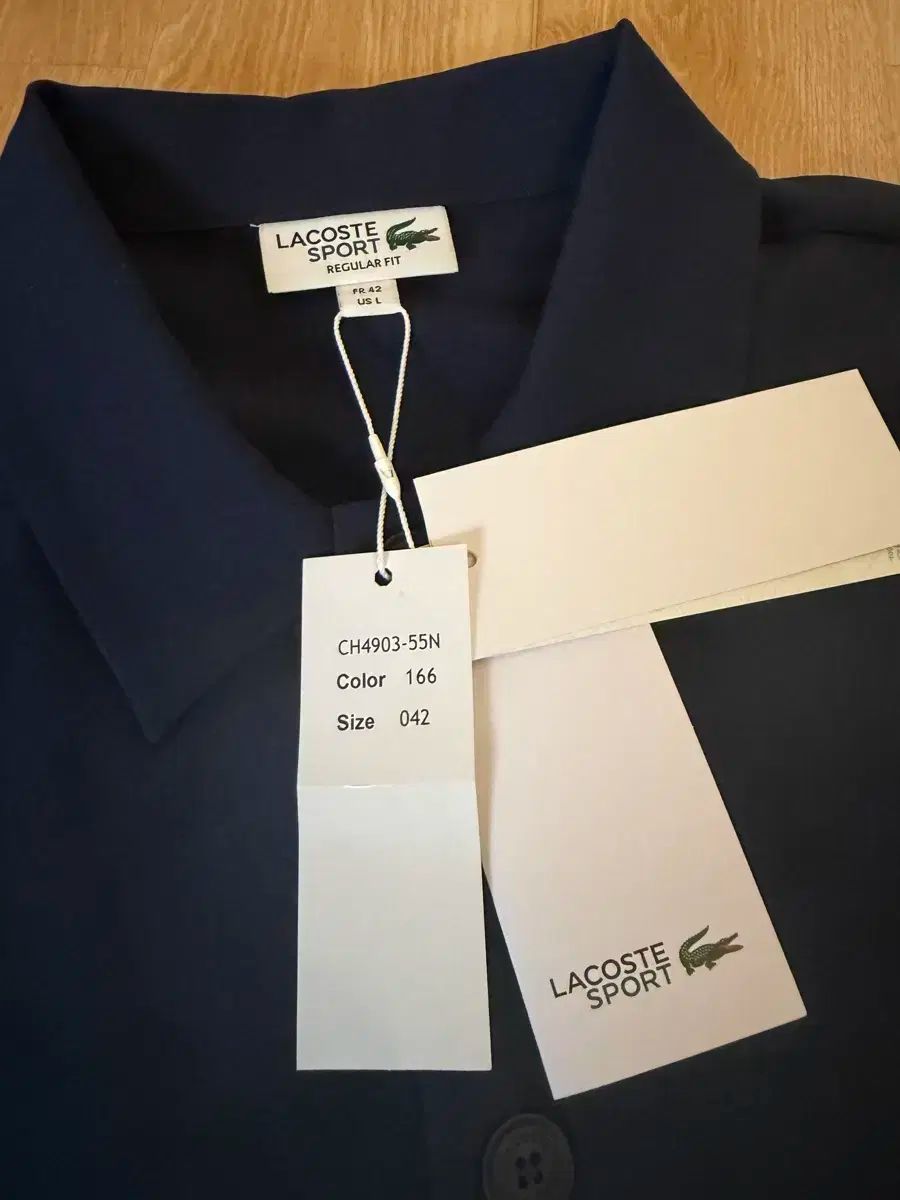 LACOSTE
SPORT
REGULAR FIT
FR 42
US L
CH4903-55N
Color 166
Size 042
LACOSTE
SPORT